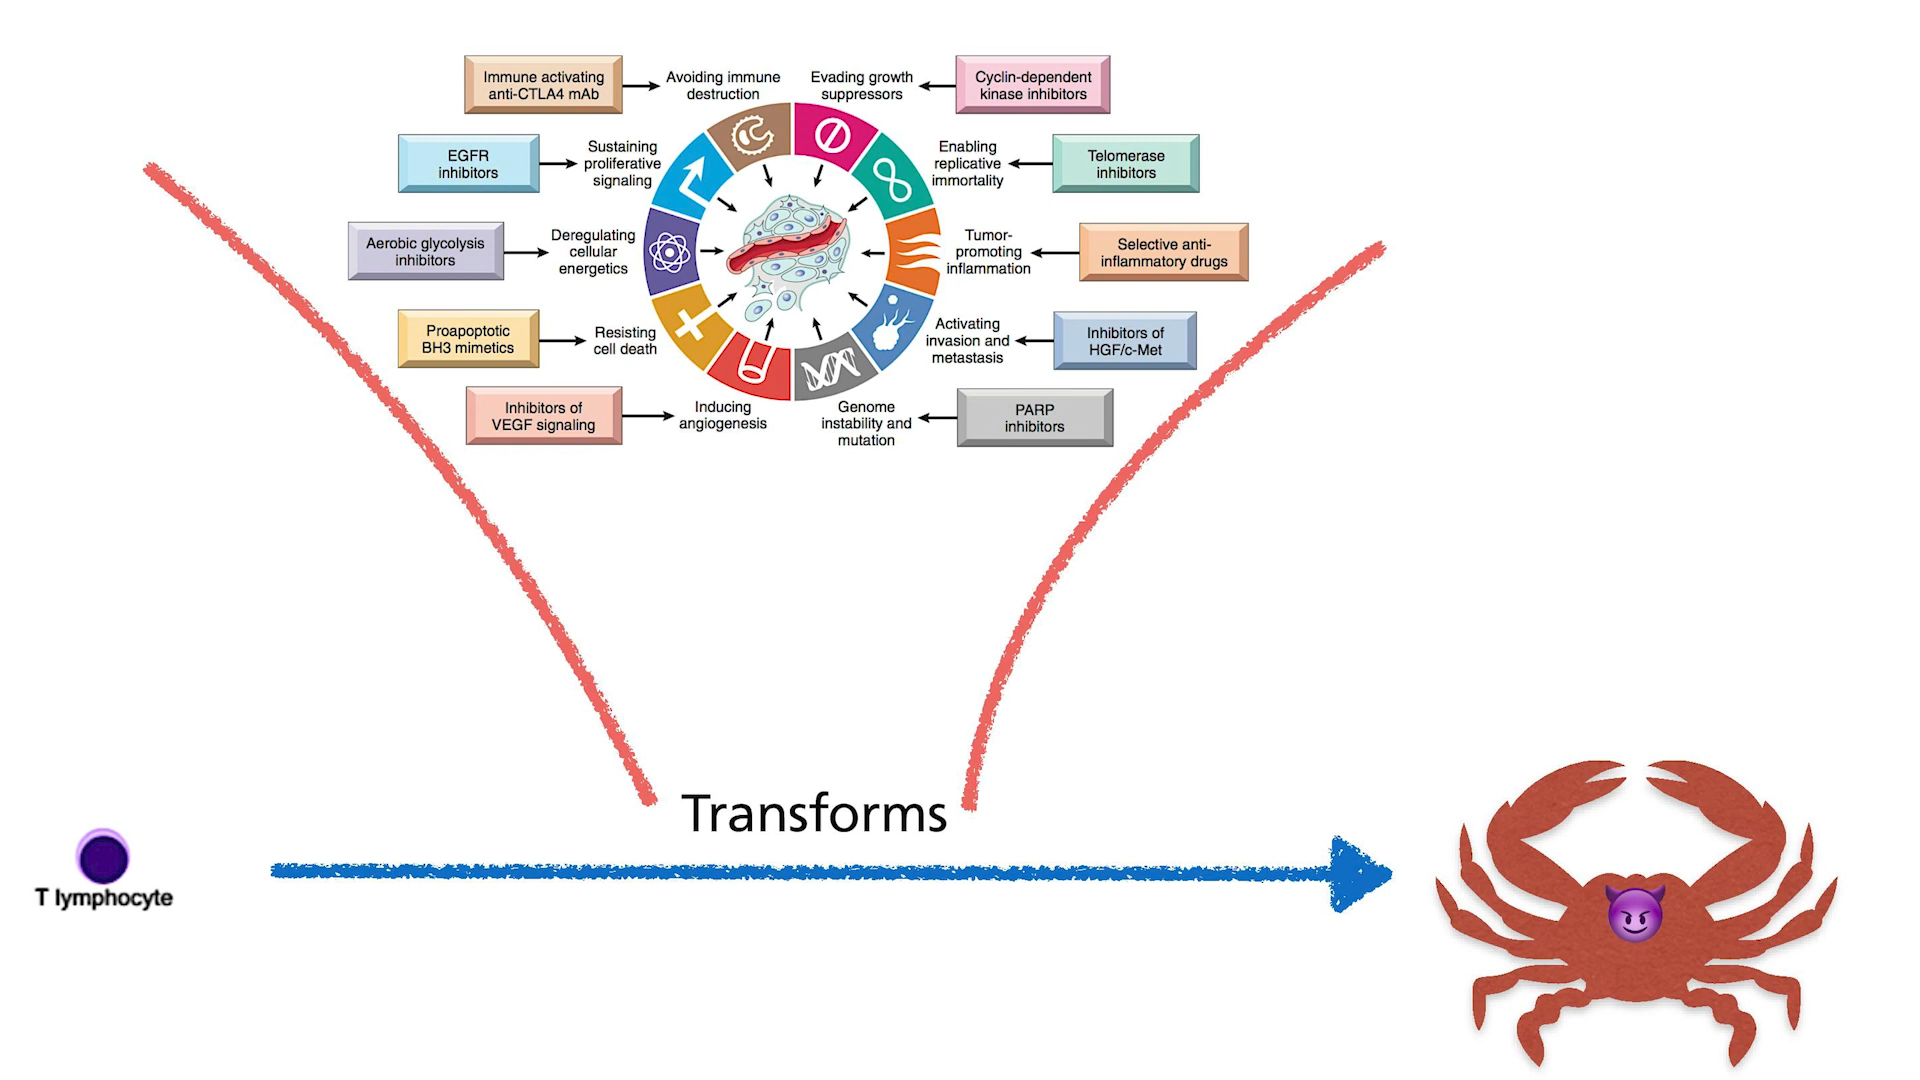 Immune activating
anti-CTLA4 mAb
Avoiding immune
destruction
Evading growth
suppressors
Cyclin-dependent
kinase inhibitors
EGFR
inhibitors
Sustaining
proliferative
signaling
Enabling
replicative
immortality
Telomerase
inhibitors
Aerobic glycolysis
inhibitors
Deregulating
cellular
energetics
Tumor-
promoting
inflammation
Selective anti-
inflammatory drugs
Proapoptotic
BH3 mimetics
Resisting
cell death
Activating
invasion and
metastasis
Inhibitors of
HGF/c-Met
Inhibitors of
VEGF signaling
Inducing
angiogenesis
Genome
instability and
mutation
PARP
inhibitors
Transforms
T lymphocyte